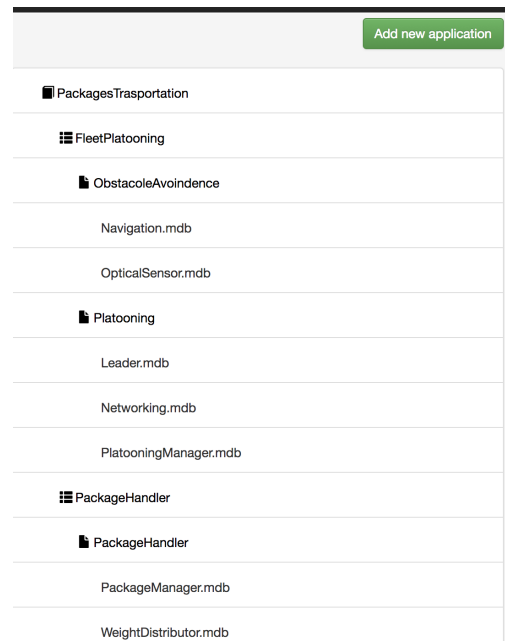 Add new application
PackagesTrasportation
FleetPlatooning
ObstacoleAvoindence
Navigation.mdb
OpticalSensor.mdb
Platooning
Leader.mdb
Networking.mdb
PlatooningManager.mdb
PackageHandler
PackageHandler
PackageManager.mdb
WeightDistributor.mdb